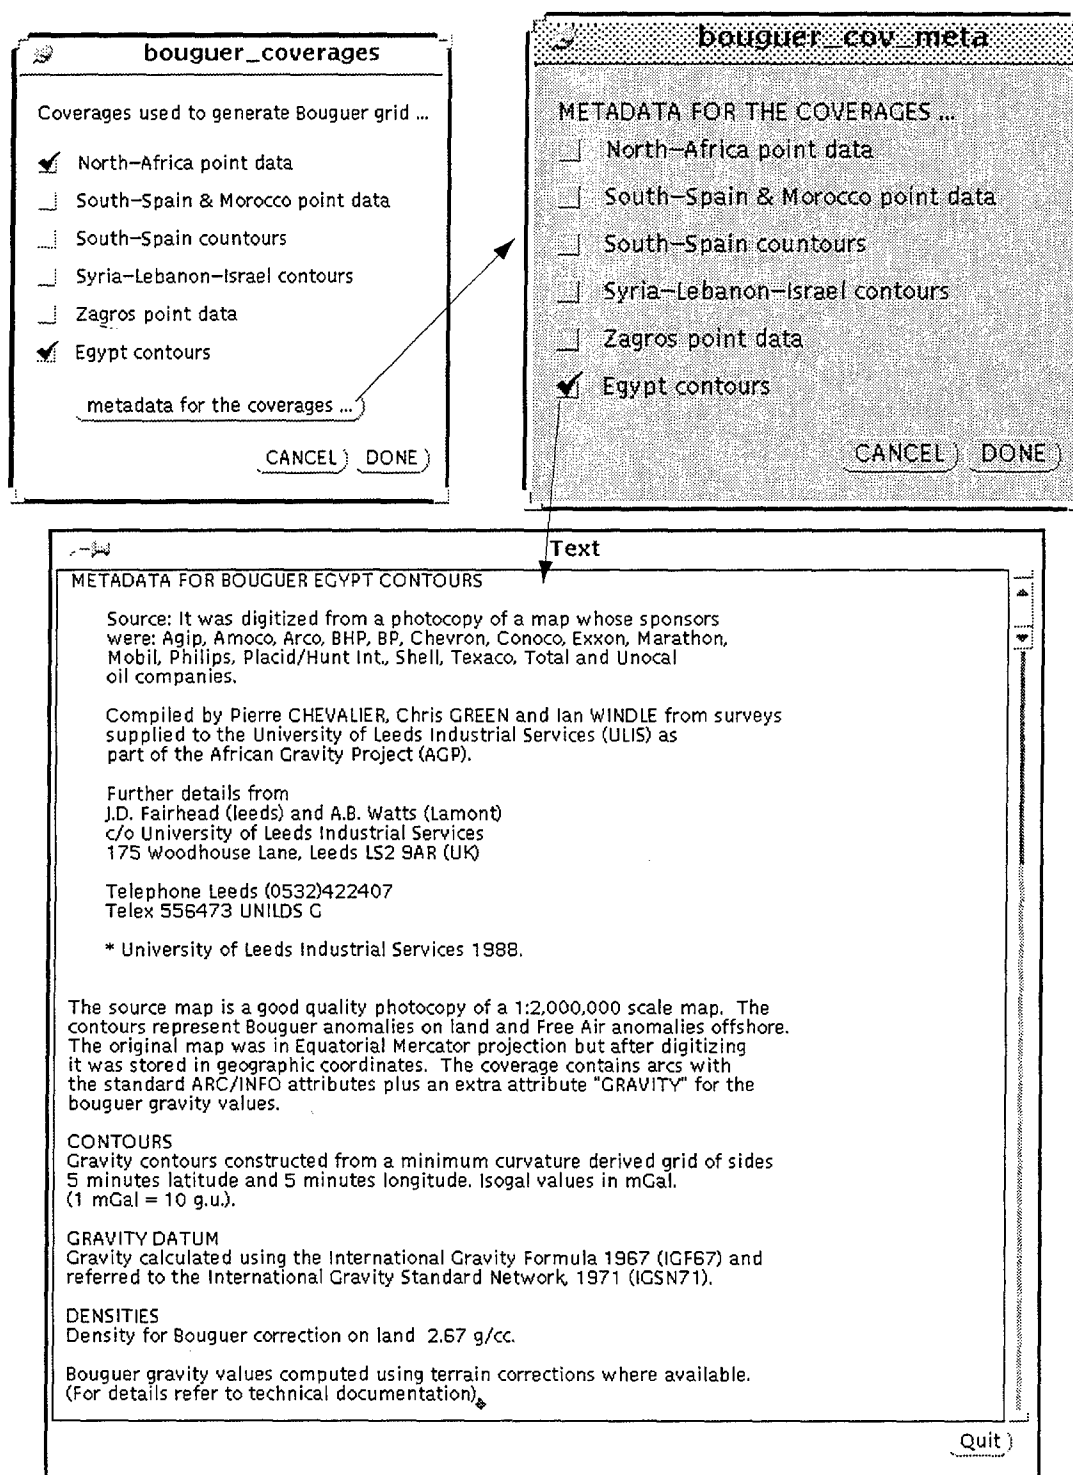 bouguer_coverages
Coverages used to generate Bouguer grid ...
North-Africa point data
South-Spain & Morocco point data
South-Spain countours
Syria-Lebanon-Israel contours
Zagros point data
Egypt contours
metadata for the coverages ...
CANCEL DONE
bouguer_cov_meta
METADATA FOR THE COVERAGES ...
North-Africa point data
South-Spain & Morocco point data
South-Spain countours
Syria-Lebanon-Israel contours
Zagros point data
Egypt contours
CANCEL DONE
Text
METADATA FOR BOUGUER EGYPT CONTOURS
Source: It was digitized from a photocopy of a map whose sponsors
were: Agip, Amoco, Arco, BHP, BP, Chevron, Conoco, Exxon, Marathon,
Mobil, Philips, Placid/Hunt Int., Shell, Texaco, Total and Unocal
oil companies.
Compiled by Pierre CHEVALIER, Chris GREEN and Ian WINDLE from surveys
supplied to the University of Leeds Industrial Services (ULIS) as
part of the African Gravity Project (AGP).
Further details from
J.D. Fairhead (leeds) and A.B. Watts (Lamont)
c/o University of Leeds Industrial Services
175 Woodhouse Lane, Leeds LS2 9AR (UK)
Telephone Leeds (0532)422407
Telex 556473 UNILDS G
* University of Leeds Industrial Services 1988.
The source map is a good quality photocopy of a 1:2,000,000 scale map. The
contours represent Bouguer anomalies on land and Free Air anomalies offshore.
The original map was in Equatorial Mercator projection but after digitizing
it was stored in geographic coordinates. The coverage contains arcs with
the standard ARC/INFO attributes plus an extra attribute "GRAVITY" for the
bouguer gravity values.
CONTOURS
Gravity contours constructed from a minimum curvature derived grid of sides
5 minutes latitude and 5 minutes longitude. Isogal values in mGal.
(1 mGal = 10 g.u.).
GRAVITY DATUM
Gravity calculated using the International Gravity Formula 1967 (IGF67) and
referred to the International Gravity Standard Network, 1971 (IGSN71).
DENSITIES
Density for Bouguer correction on land 2.67 g/cc.
Bouguer gravity values computed using terrain corrections where available.
(For details refer to technical documentation)
Quit